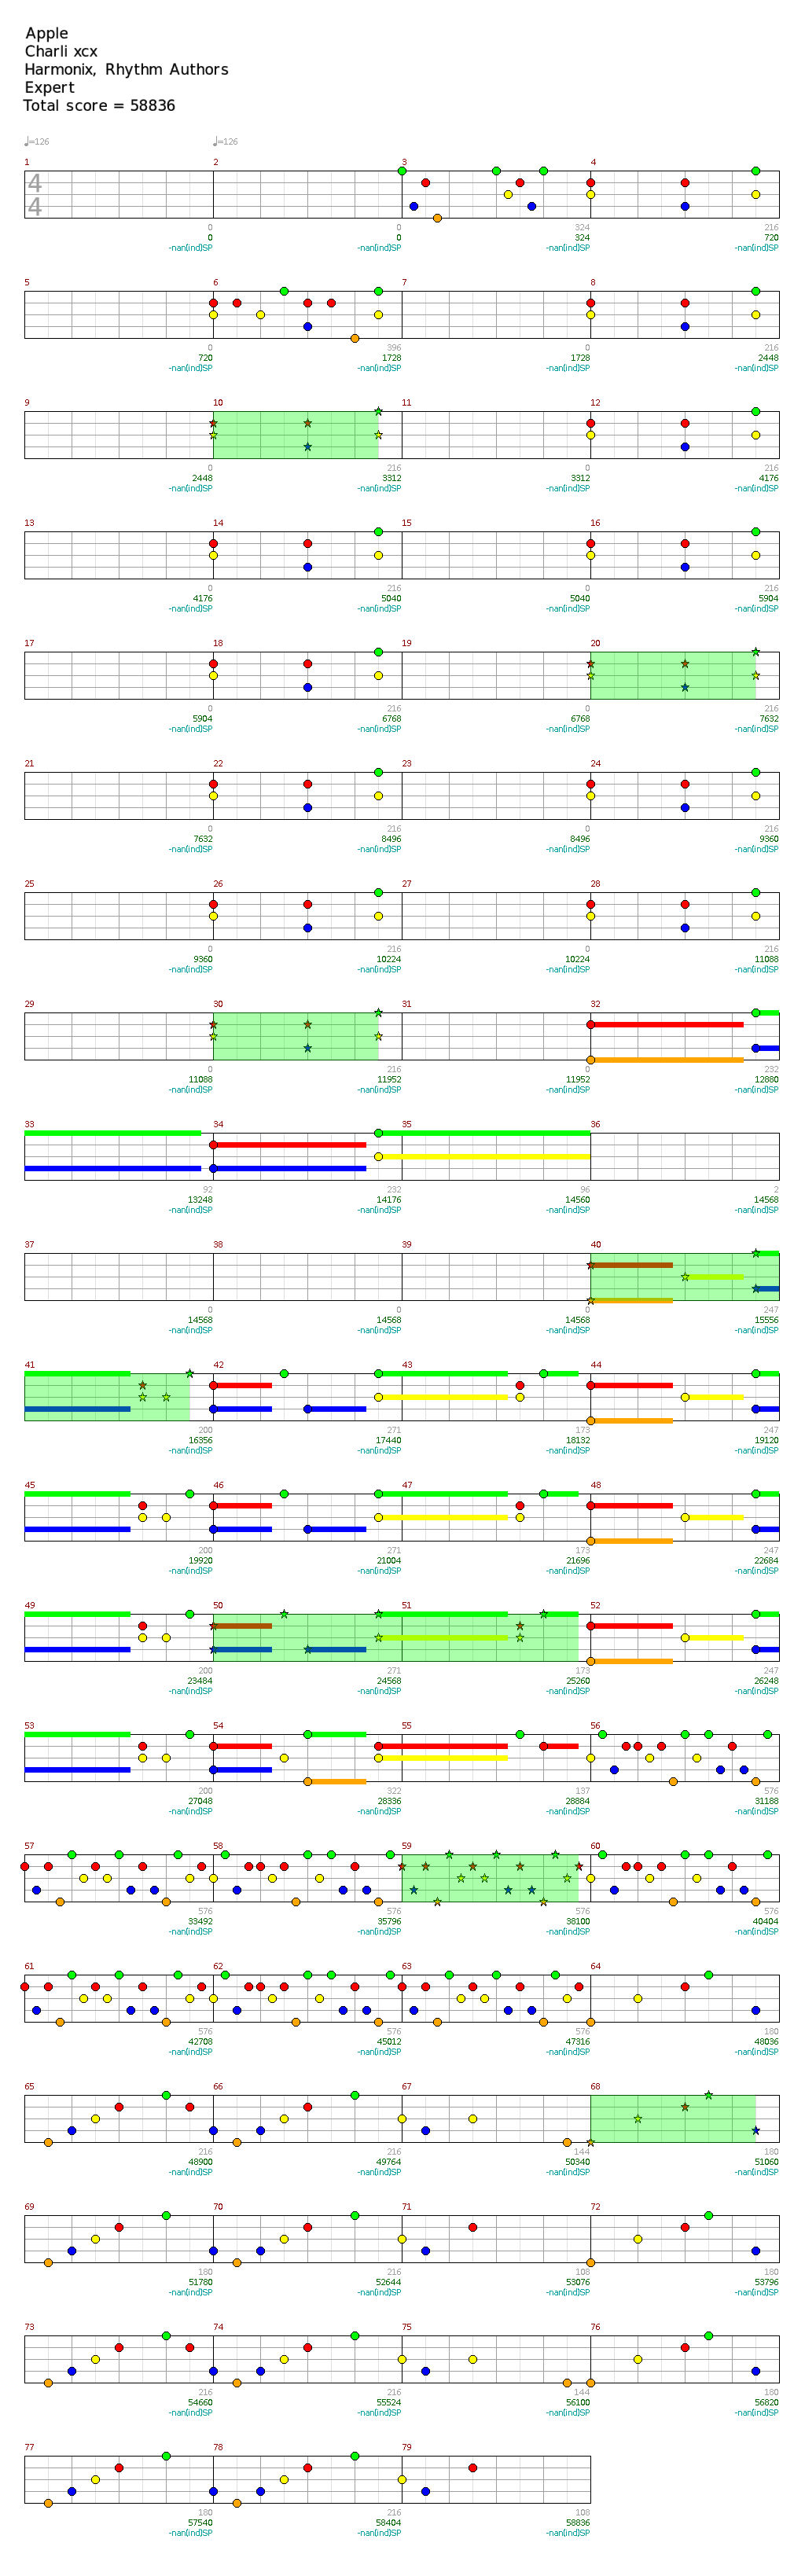 Apple
Charli xcx
Harmonix, Rhythm Authors
Expert
Total score = 58836
♩=126 ♩=126
1 2 3 4
4
4
0 0 324 216
0 0 324 720
-nan(ind)SP -nan(ind)SP -nan(ind)SP -nan(ind)SP
5 6 7 8
0 396 0 216
720 1728 1728 2448
-nan(ind)SP -nan(ind)SP -nan(ind)SP -nan(ind)SP
9 10 11 12
0 216 0 216
2448 3312 3312 4176
-nan(ind)SP -nan(ind)SP -nan(ind)SP -nan(ind)SP
13 14 15 16
0 216 0 216
4176 5040 5040 5904
-nan(ind)SP -nan(ind)SP -nan(ind)SP -nan(ind)SP
17 18 19 20
0 216 0 216
5904 6768 6768 7632
-nan(ind)SP -nan(ind)SP -nan(ind)SP -nan(ind)SP
21 22 23 24
0 216 0 216
7632 8496 8496 9360
-nan(ind)SP -nan(ind)SP -nan(ind)SP -nan(ind)SP
25 26 27 28
0 216 0 216
9360 10224 10224 11088
-nan(ind)SP -nan(ind)SP -nan(ind)SP -nan(ind)SP
29 30 31 32
0 216 0 232
11088 11952 11952 12880
-nan(ind)SP -nan(ind)SP -nan(ind)SP -nan(ind)SP
33 34 35 36
92 232 96 2
13248 14176 14560 14568
-nan(ind)SP -nan(ind)SP -nan(ind)SP -nan(ind)SP
37 38 39 40
0 0 0 247
14568 14568 14568 15556
-nan(ind)SP -nan(ind)SP -nan(ind)SP -nan(ind)SP
41 42 43 44
200 271 173 247
16356 17440 18132 19120
-nan(ind)SP -nan(ind)SP -nan(ind)SP -nan(ind)SP
45 46 47 48
200 271 173 247
19920 21004 21696 22684
-nan(ind)SP -nan(ind)SP -nan(ind)SP -nan(ind)SP
49 50 51 52
200 271 173 247
23484 24568 25260 26248
-nan(ind)SP -nan(ind)SP -nan(ind)SP -nan(ind)SP
53 54 55 56
200 322 137 576
27048 28336 28884 31188
-nan(ind)SP -nan(ind)SP -nan(ind)SP -nan(ind)SP
57 58 59 60
576 576 576 576
33492 35796 38100 40404
-nan(ind)SP -nan(ind)SP -nan(ind)SP -nan(ind)SP
61 62 63 64
576 576 576 180
42708 45012 47316 48036
-nan(ind)SP -nan(ind)SP -nan(ind)SP -nan(ind)SP
65 66 67 68
216 216 144 180
48900 49764 50340 51060
-nan(ind)SP -nan(ind)SP -nan(ind)SP -nan(ind)SP
69 70 71 72
180 216 108 180
51780 52644 53076 53796
-nan(ind)SP -nan(ind)SP -nan(ind)SP -nan(ind)SP
73 74 75 76
216 216 144 180
54660 55524 56100 56820
-nan(ind)SP -nan(ind)SP -nan(ind)SP -nan(ind)SP
77 78 79
180 216 108
57540 58404 58836
-nan(ind)SP -nan(ind)SP -nan(ind)SP